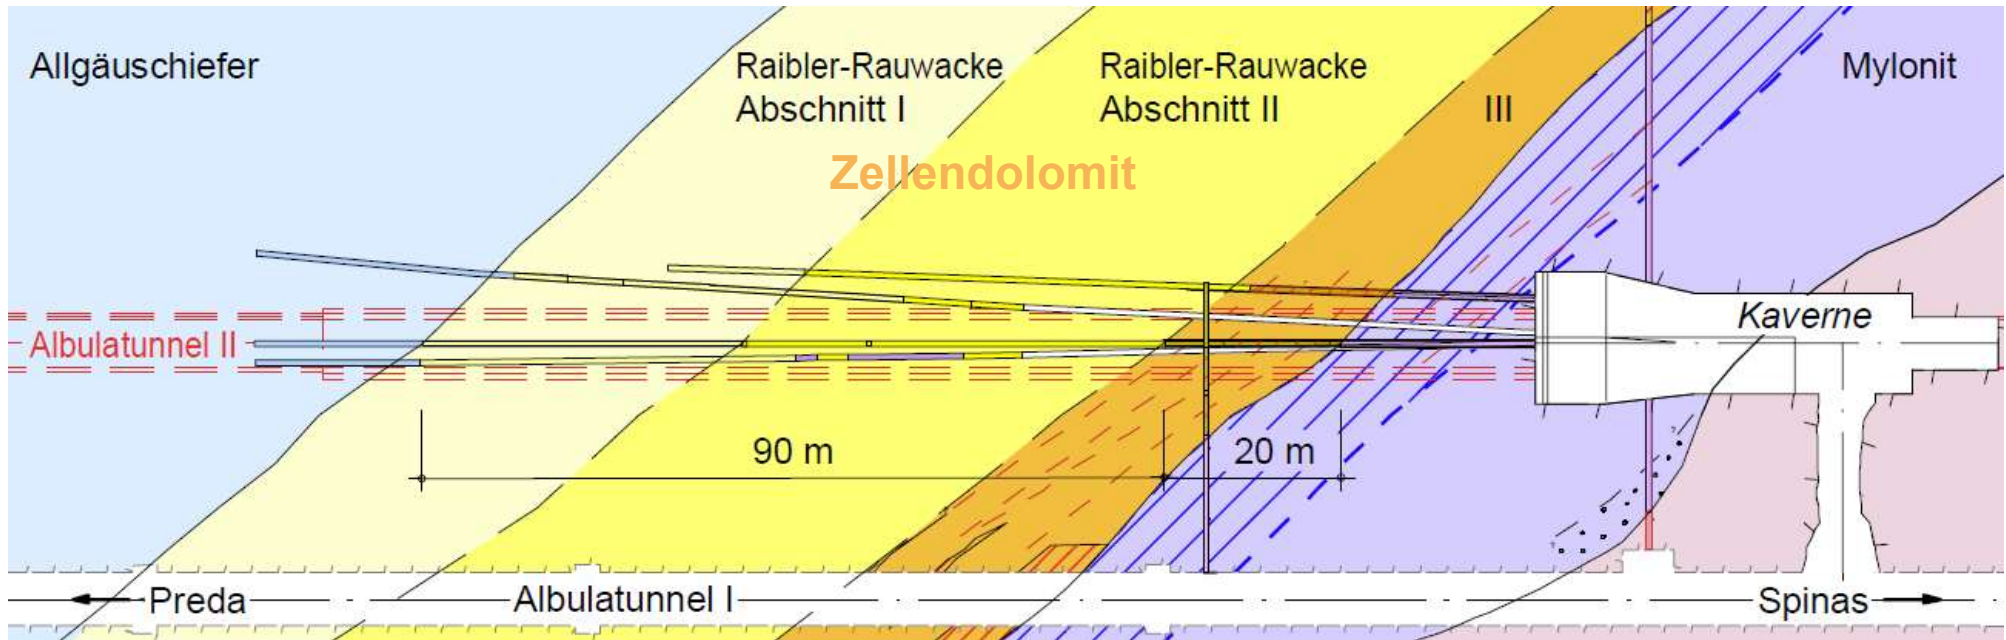 Allgäuschiefer
Raibler-Rauwacke
Abschnitt I
Raibler-Rauwacke
Abschnitt II
III
Mylonit
Zellendolomit
Kaverne
Albulatunnel II
90 m
20 m
Preda
Albulatunnel I
Spinas